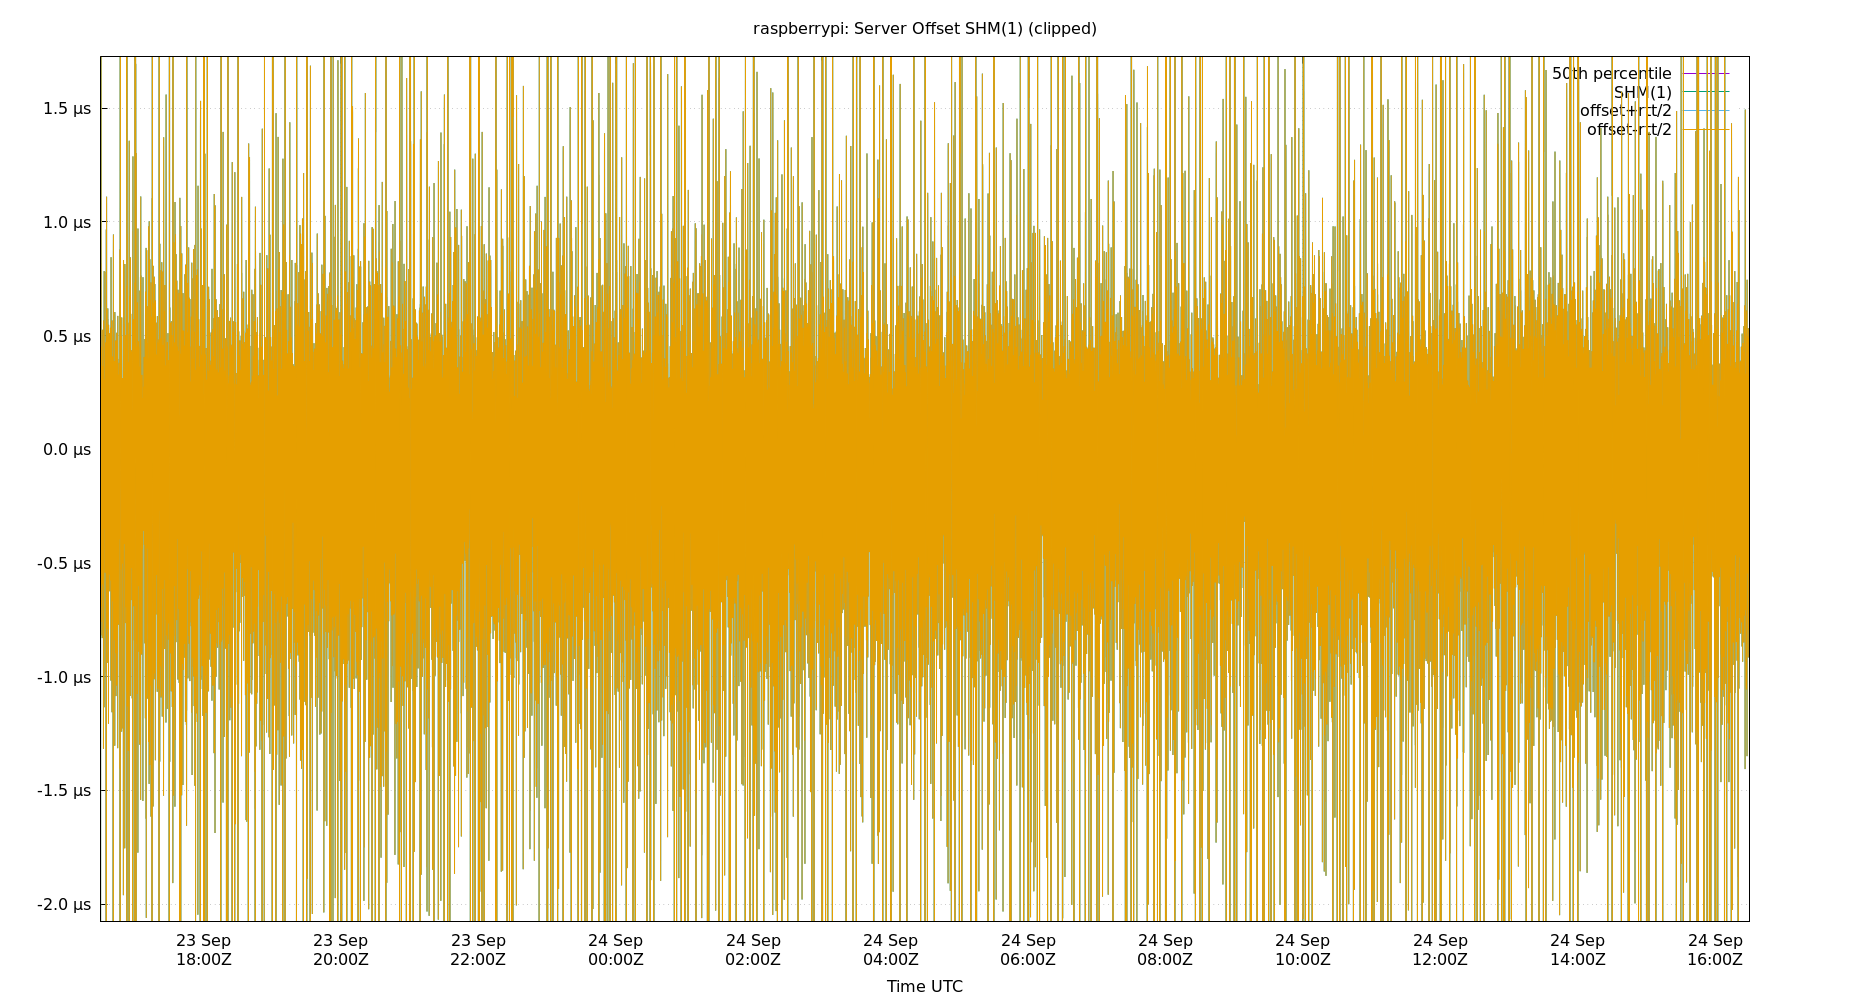 raspberrypi: Server Offset SHM(1) (clipped)
50th percentile
SHM(1)
offset+rtt/2
offset-rtt/2
1.5 µs
1.0 µs
0.5 µs
0.0 µs
-0.5 µs
-1.0 µs
-1.5 µs
-2.0 µs
23 Sep 23 Sep 23 Sep 24 Sep 24 Sep 24 Sep 24 Sep 24 Sep 24 Sep 24 Sep 24 Sep 24 Sep
18:00Z 20:00Z 22:00Z 00:00Z 02:00Z 04:00Z 06:00Z 08:00Z 10:00Z 12:00Z 14:00Z 16:00Z
Time UTC